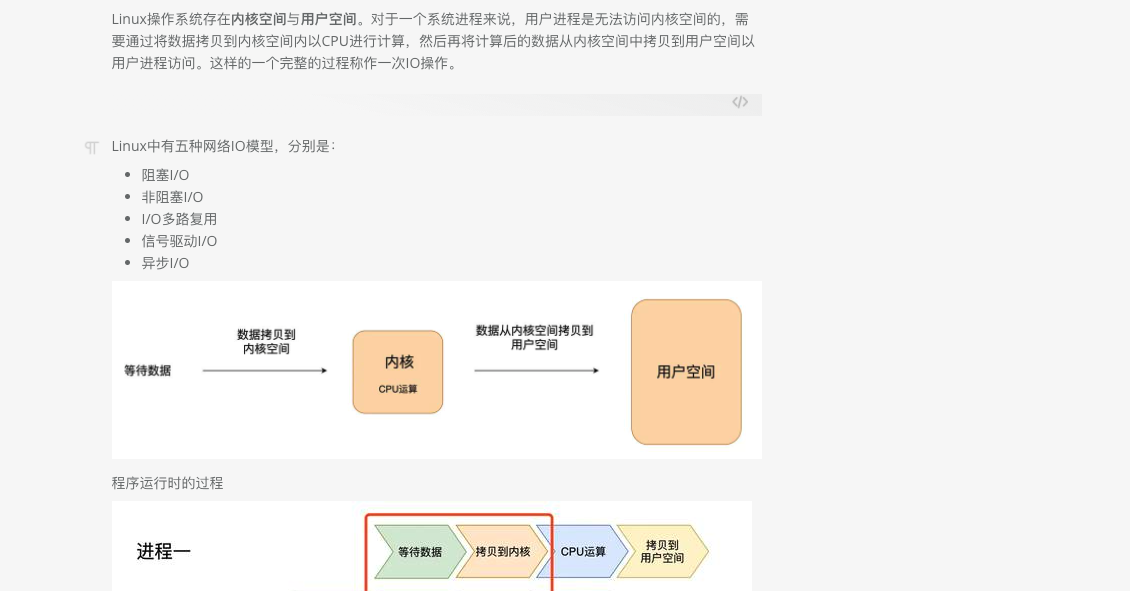 Linux操作系统存在内核空间与用户空间。对于一个系统进程来说，用户进程是无法访问内核空间的，需
要通过将数据拷贝到内核空间内以CPU进行计算，然后再将计算后的数据从内核空间中拷贝到用户空间以
用户进程访问。这样的一个完整的过程称作一次IO操作。
Linux中有五种网络IO模型，分别是：
阻塞I/O
非阻塞I/O
I/O多路复用
信号驱动I/O
异步I/O
等待数据
数据拷贝到
内核空间
内核
CPU运算
数据从内核空间拷贝到
用户空间
用户空间
程序运行时的过程
进程一
等待数据
拷贝到内核
CPU运算
拷贝到
用户空间